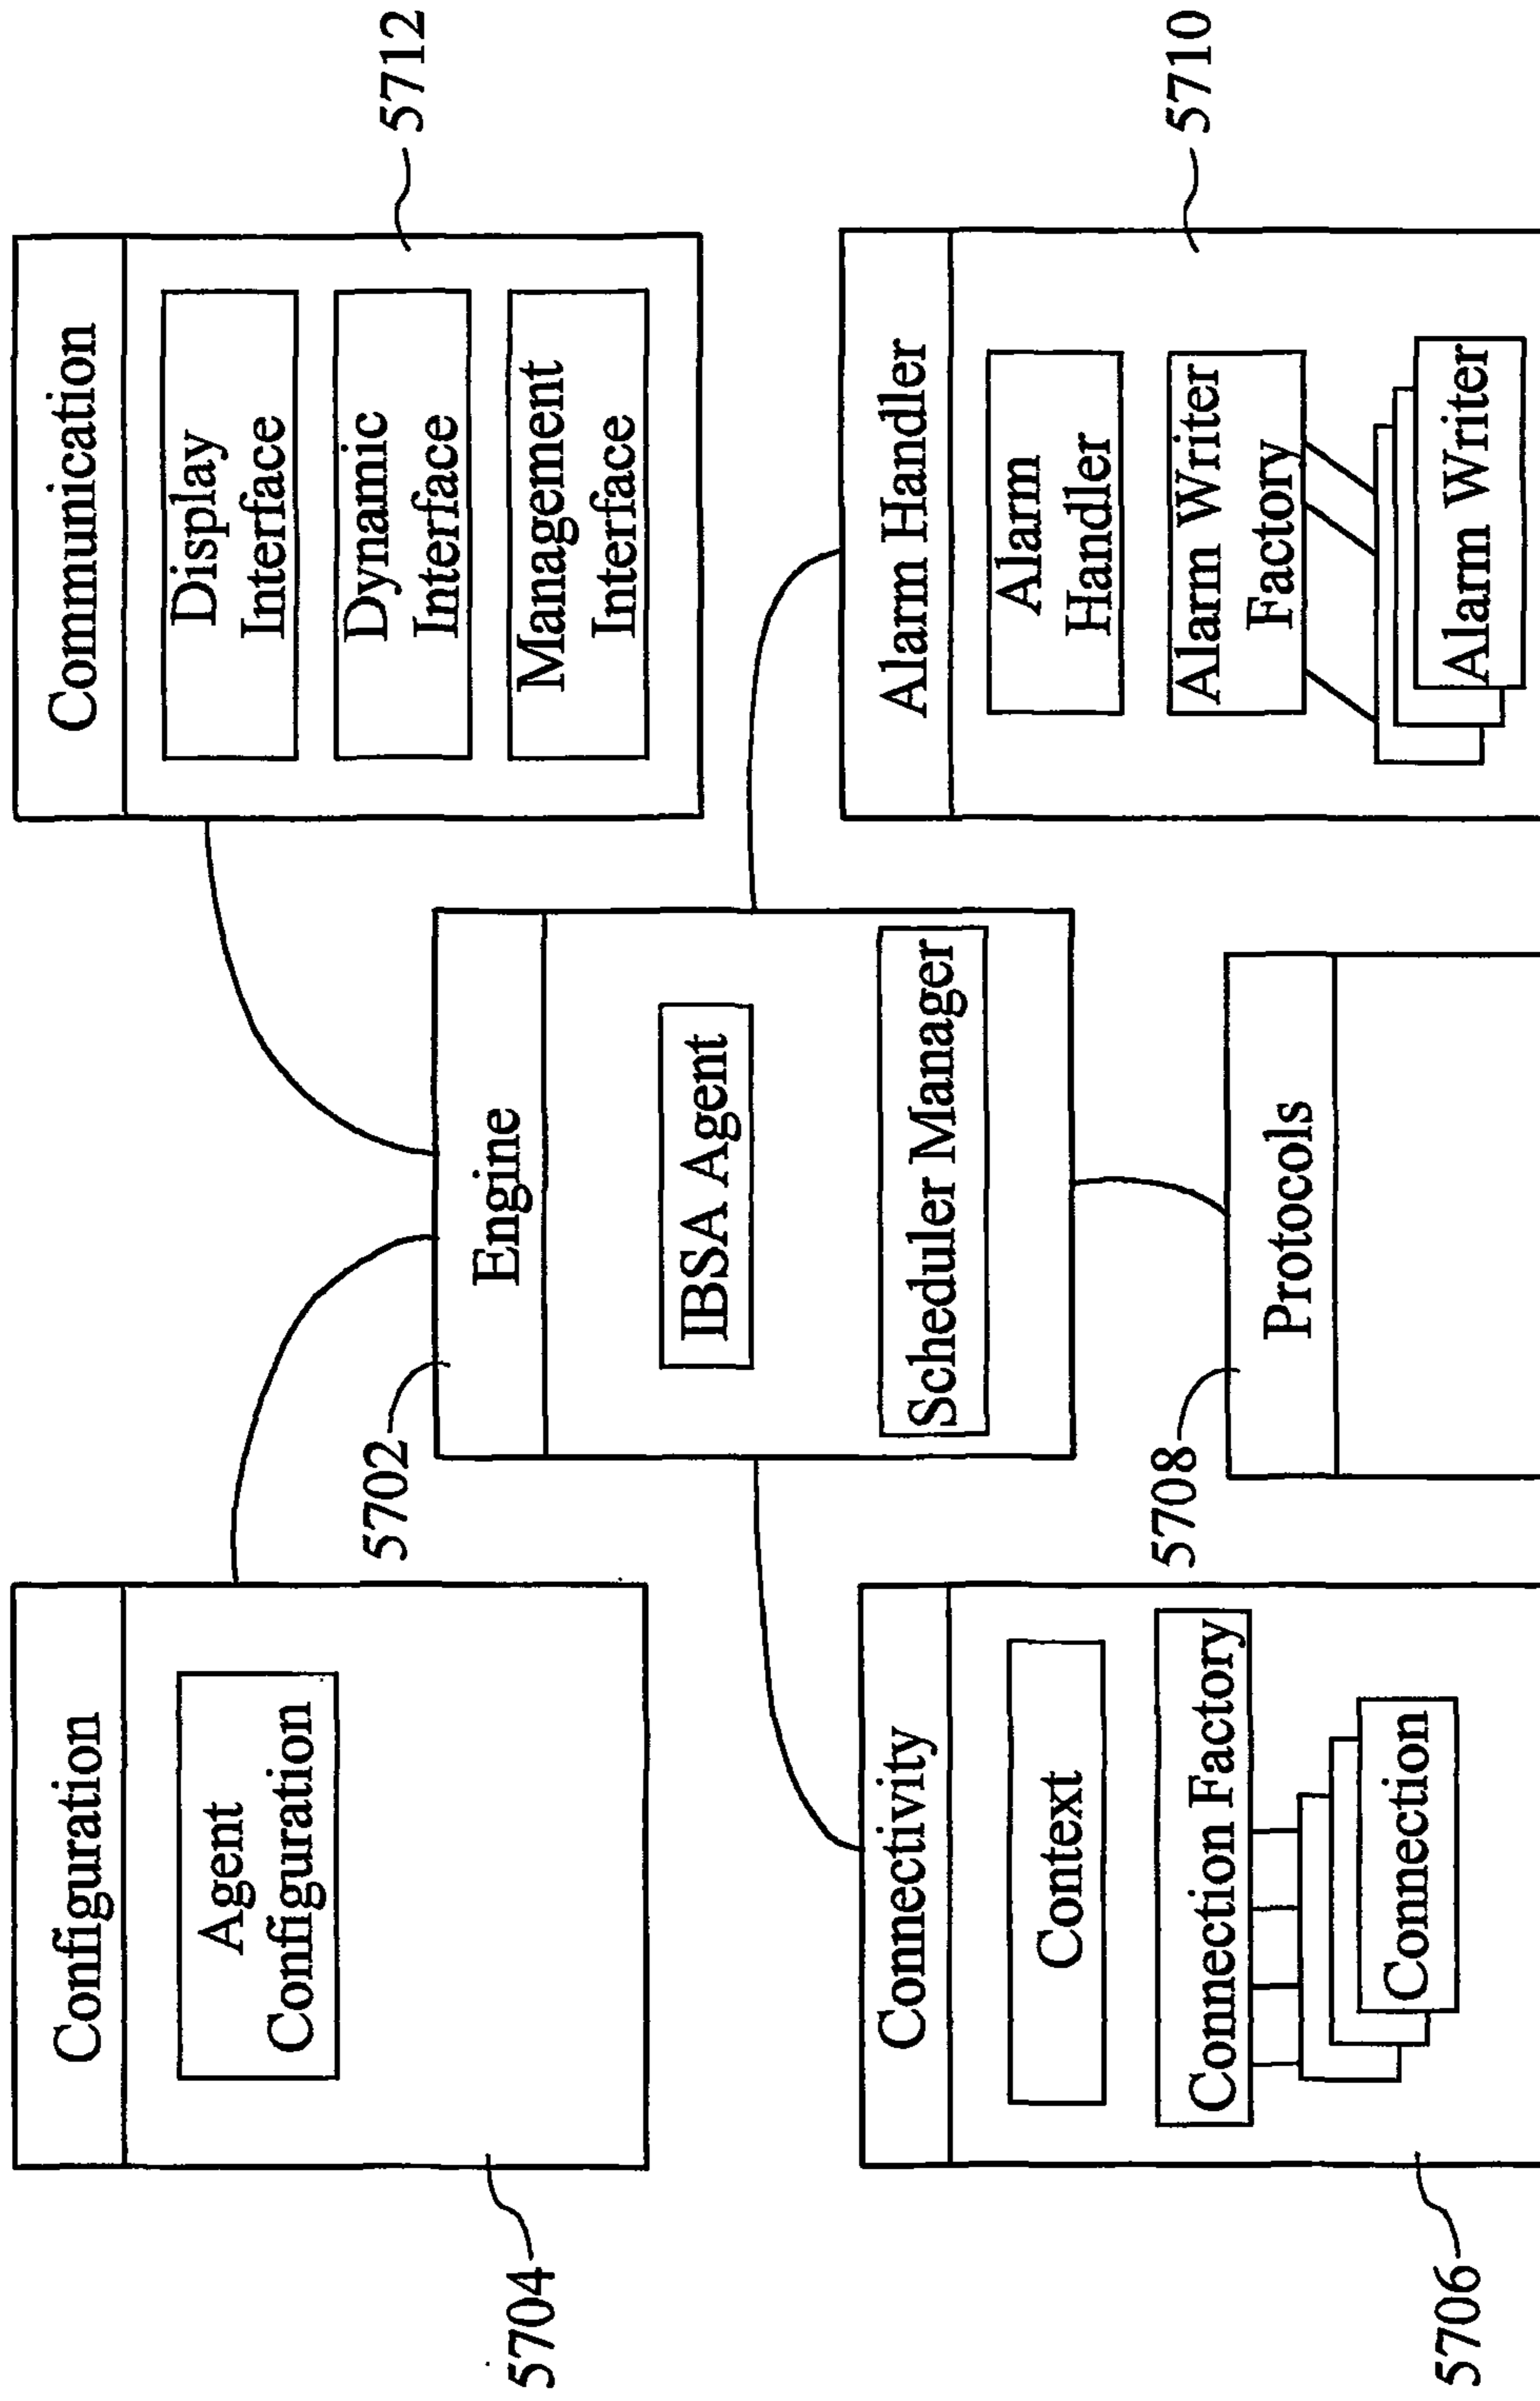 Configuration
Agent
Configuration
5704
5702
Engine
IBSA Agent
Scheduler Manager
Communication
Display
Interface
Dynamic
Interface
Management
Interface
5712
Connectivity
Context
Connection Factory
Connection
5706
5708
Protocols
Alarm Handler
Alarm
Handler
Alarm Writer
Factory
Alarm Writer
5710